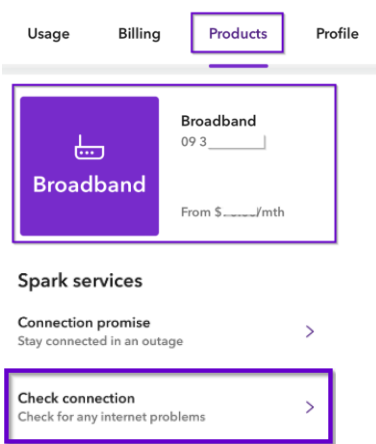 Usage Billing Products Profile
Broadband
Broadband
09 3
From $ /mth
Spark services
Connection promise
Stay connected in an outage
Check connection
Check for any internet problems